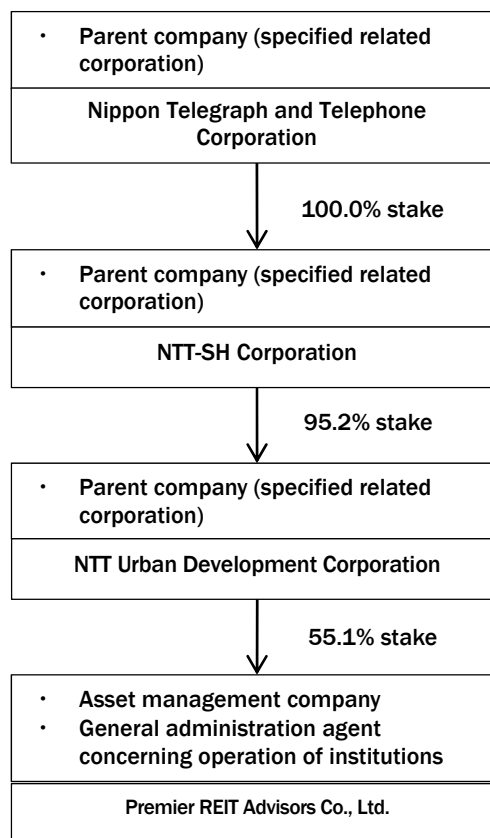 ・ Parent company (specified related
corporation)
Nippon Telegraph and Telephone
Corporation
100.0% stake
・ Parent company (specified related
corporation)
NTT-SH Corporation
95.2% stake
・ Parent company (specified related
corporation)
NTT Urban Development Corporation
55.1% stake
・ Asset management company
・ General administration agent
concerning operation of institutions
Premier REIT Advisors Co., Ltd.